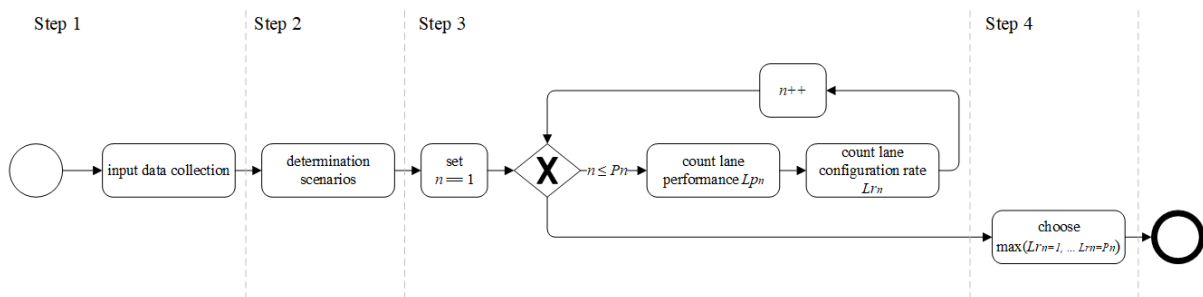 Step 1
Step 2
Step 3
Step 4
n++
input data collection
determination
scenarios
set
n == 1
X
n ≤ Pn
count lane
performance Lpn
count lane
configuration rate
Lrn
choose
max(Lrn=1, ... Lrn=Pn)